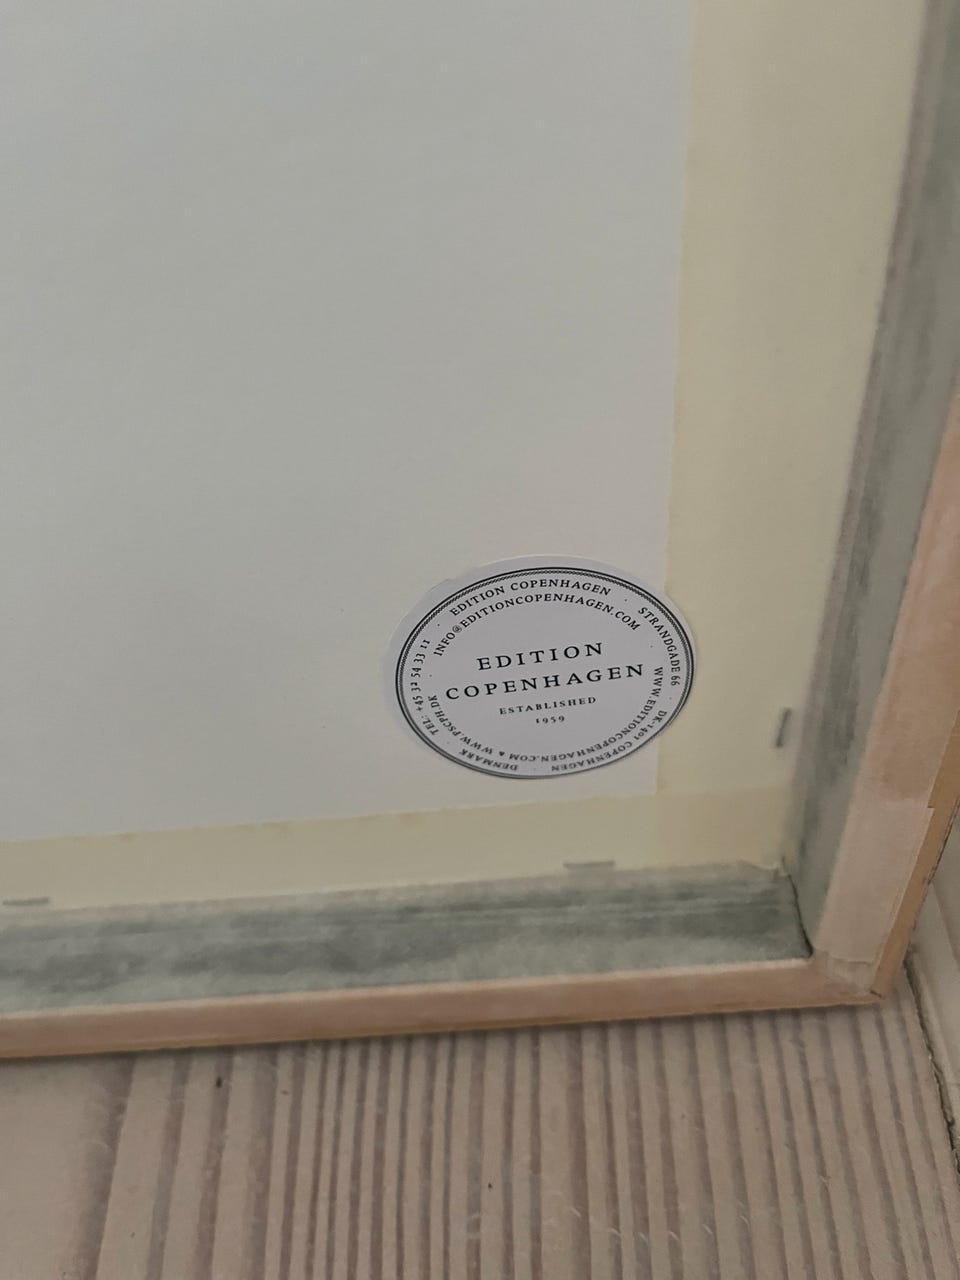 EDITION COPENHAGEN · STRANDGADE 66 · DK-1401 COPENHAGEN · DENMARK · TEL: +45 32 54 33 11 ·
INFO@EDITIONCOPENHAGEN.COM
WWW.EDITIONCOPENHAGEN.COM & WWW.PSCPH.DK
EDITION
COPENHAGEN
ESTABLISHED
1959